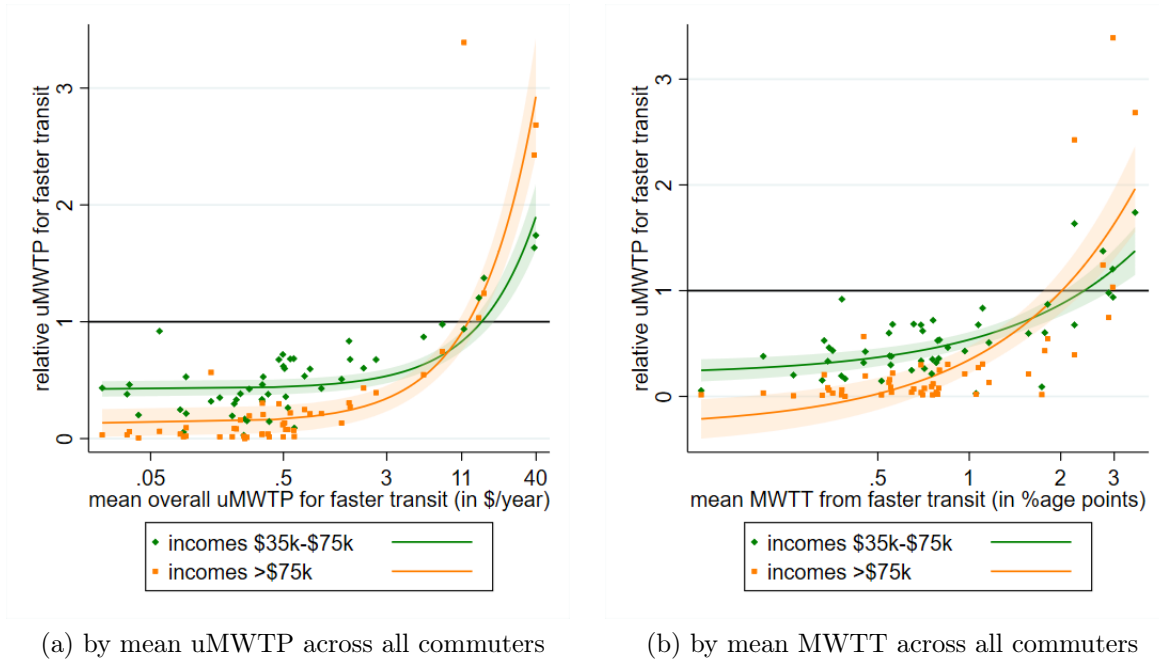 relative uMWTP for faster transit
3
2
1
0
.05 .5 3 11 40
mean overall uMWTP for faster transit (in $/year)
incomes $35k-$75k
incomes >$75k
(a) by mean uMWTP across all commuters
relative uMWTP for faster transit
3
2
1
0
.5 1 2 3
mean MWTT from faster transit (in %age points)
incomes $35k-$75k
incomes >$75k
(b) by mean MWTT across all commuters